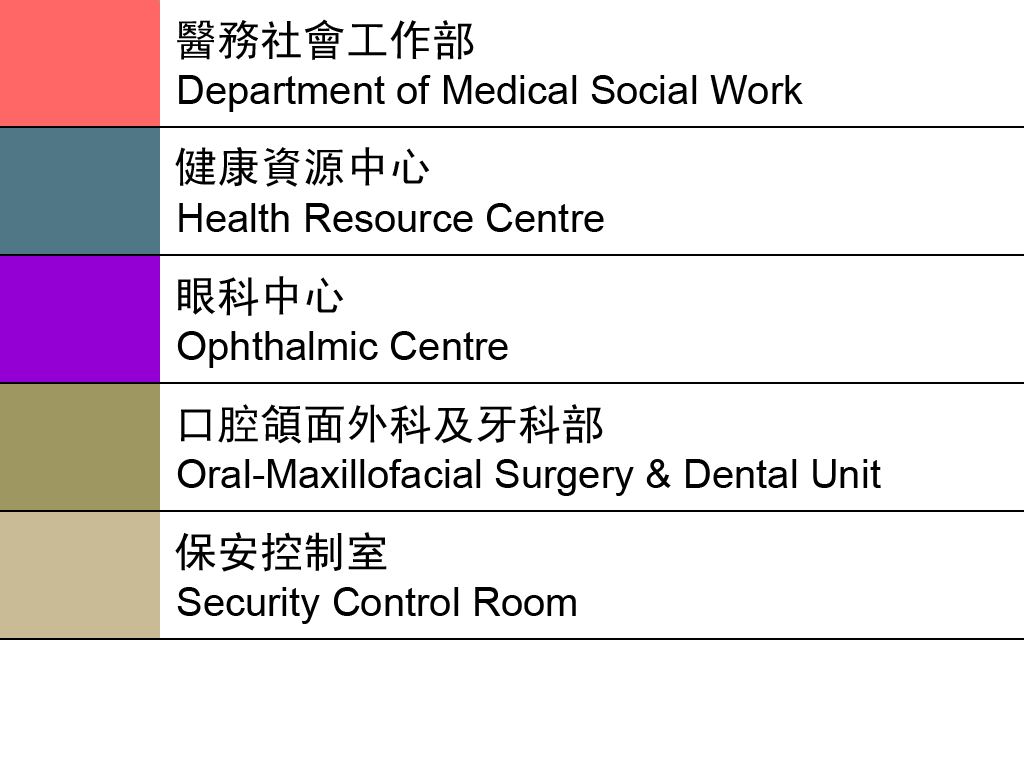 醫務社會工作部
Department of Medical Social Work
健康資源中心
Health Resource Centre
眼科中心
Ophthalmic Centre
口腔頜面外科及牙科部
Oral-Maxillofacial Surgery & Dental Unit
保安控制室
Security Control Room